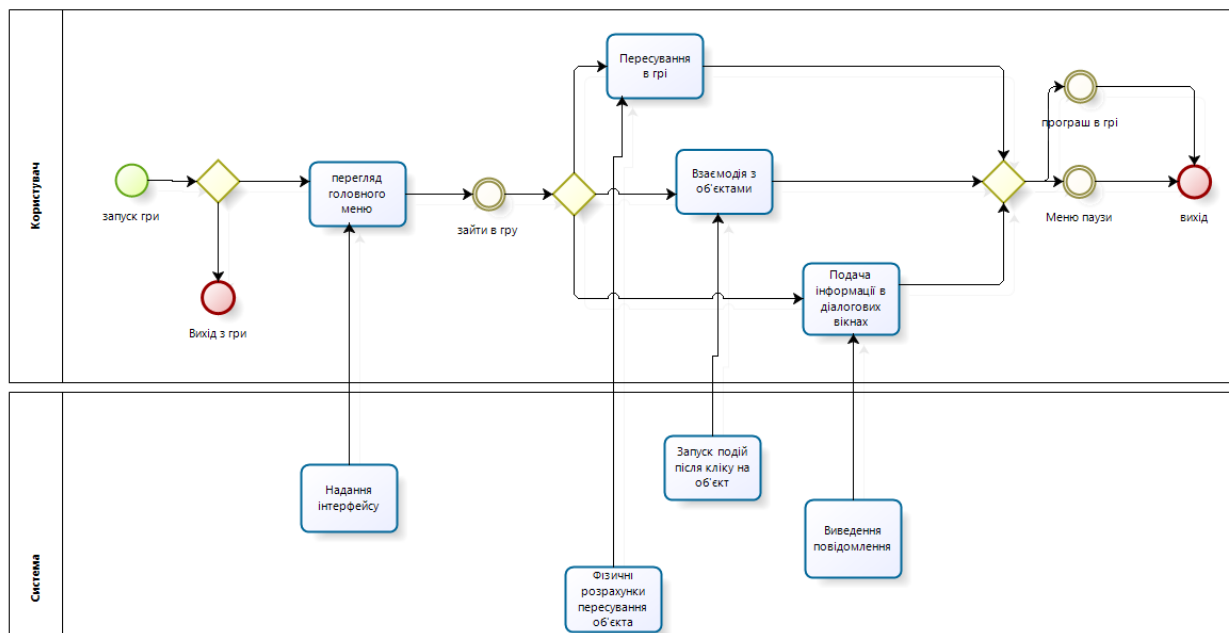 Користувач
запуск гри
Вихід з гри
перегляд
головного
меню
зайти в гру
Пересування
в грі
Взаємодія з
об'єктами
Подача
інформації в
діалогових
вікнах
програш в грі
Меню паузи
вихід
Система
Надання
інтерфейсу
Фізичні
розрахунки
пересування
об'єкта
Запуск подій
після кліку на
об'єкт
Виведення
повідомлення